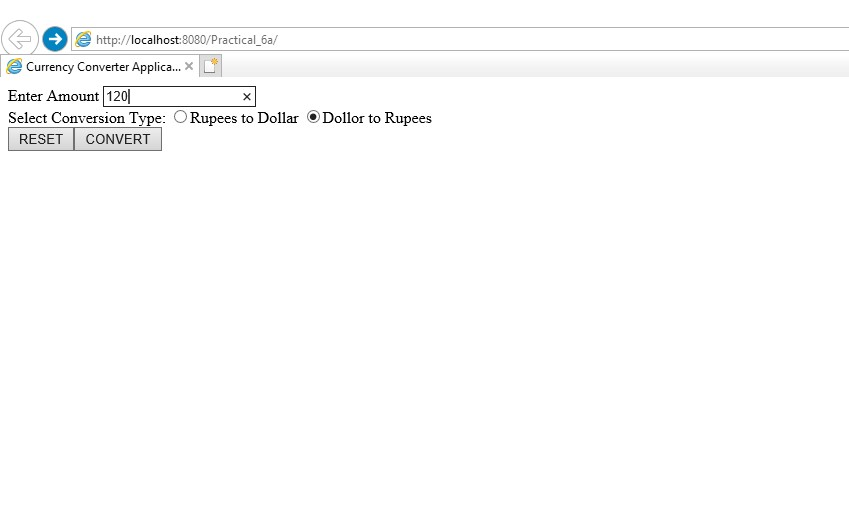 http://localhost:8080/Practical_6a/
Currency Converter Applica...
Enter Amount 120
Select Conversion Type: Rupees to Dollar Dollor to Rupees
RESET CONVERT